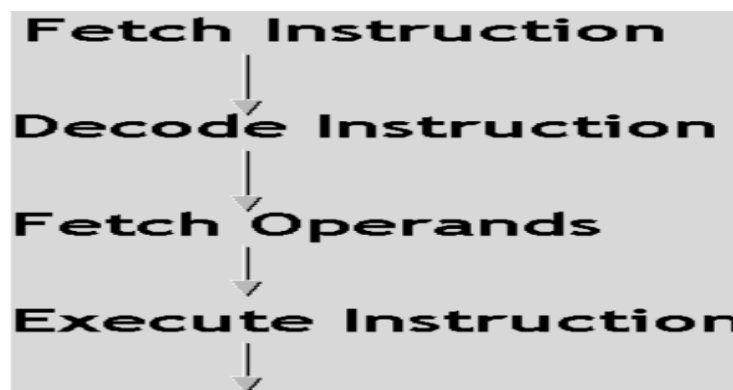 Fetch Instruction
Decode Instruction
Fetch Operands
Execute Instruction